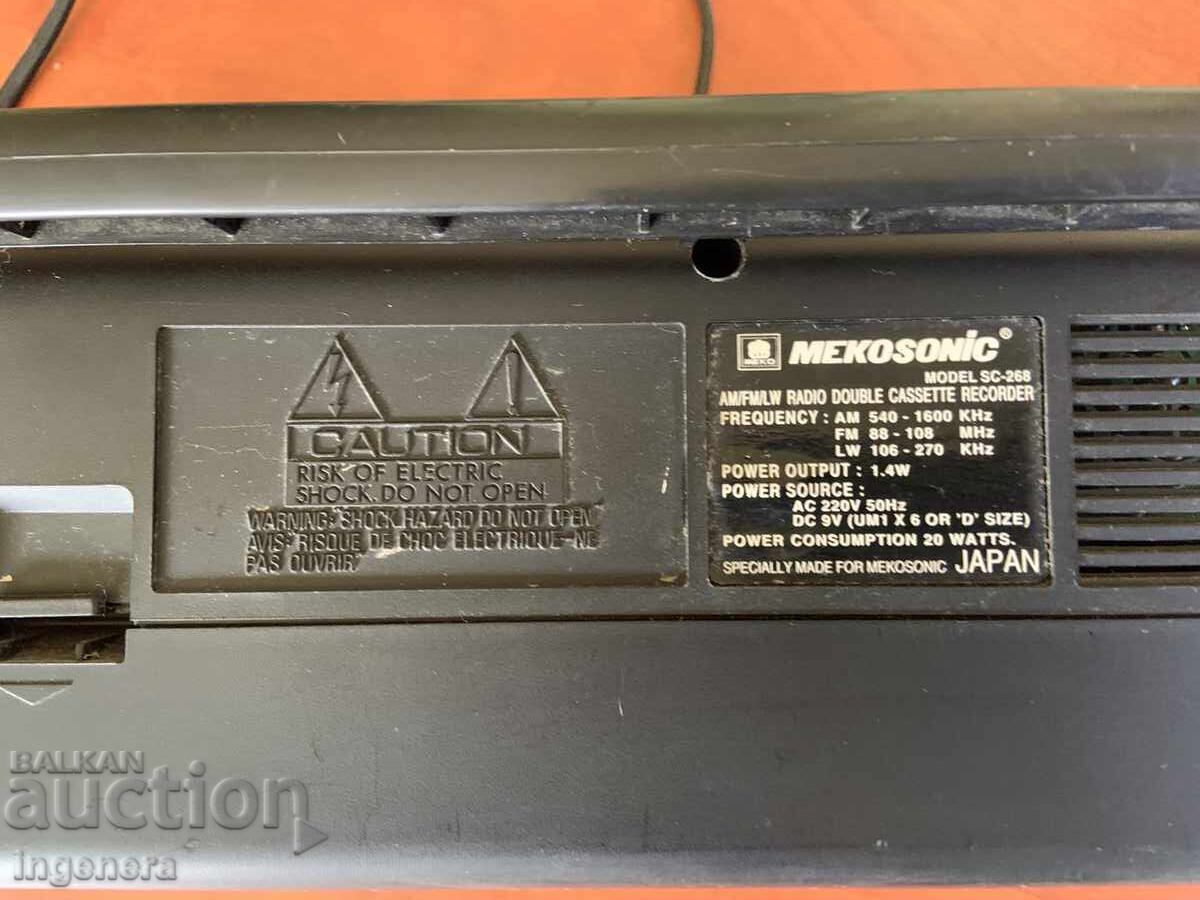 CAUTION
RISK OF ELECTRIC
SHOCK. DO NOT OPEN
WARNING: SHOCK HAZARD DO NOT OPEN
AVIS: RISQUE DE CHOC ELECTRIQUE-NE
PAS OUVRIR
MEKO
MEKOSONIC ®
MODEL SC-268
AM/FM/LW RADIO DOUBLE CASSETTE RECORDER
FREQUENCY : AM 540 - 1600 KHz
FM 88 - 108 MHz
LW 106 - 270 KHz
POWER OUTPUT : 1.4W
POWER SOURCE :
AC 220V 50Hz
DC 9V (UM1 X 6 OR 'D' SIZE)
POWER CONSUMPTION 20 WATTS.
SPECIALLY MADE FOR MEKOSONIC JAPAN
BALKAN
auction
ingenera